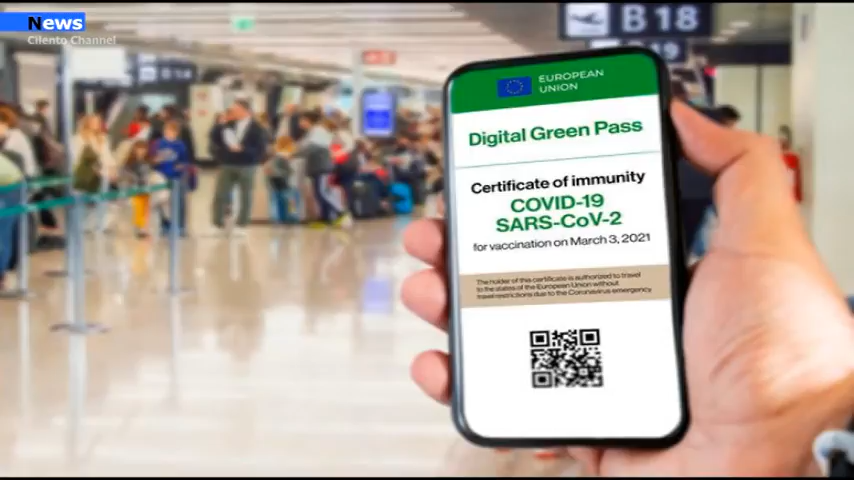 News
Cilento Channel
B 18
19
EUROPEAN
UNION
Digital Green Pass
Certificate of immunity
COVID-19
SARS-CoV-2
for vaccination on March 3, 2021
The holder of this certificate is authorized to travel
to the states of the European Union without
travel restrictions due to the Coronavirus emergency.